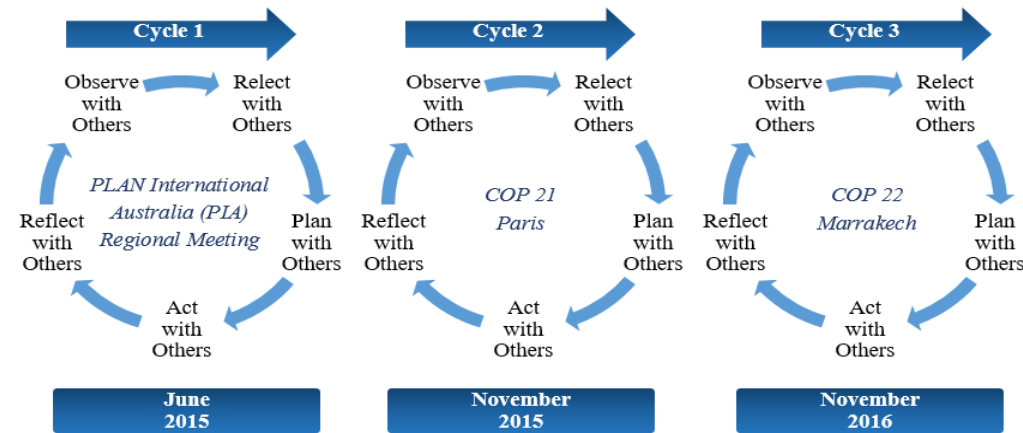 Cycle 1
Observe
with
Others
Relect
with
Others
PLAN International
Australia (PIA)
Regional Meeting
Reflect
with
Others
Plan
with
Others
Act
with
Others
June
2015
Cycle 2
Observe
with
Others
Relect
with
Others
COP 21
Paris
Reflect
with
Others
Plan
with
Others
Act
with
Others
November
2015
Cycle 3
Observe
with
Others
Relect
with
Others
COP 22
Marrakech
Reflect
with
Others
Plan
with
Others
Act
with
Others
November
2016